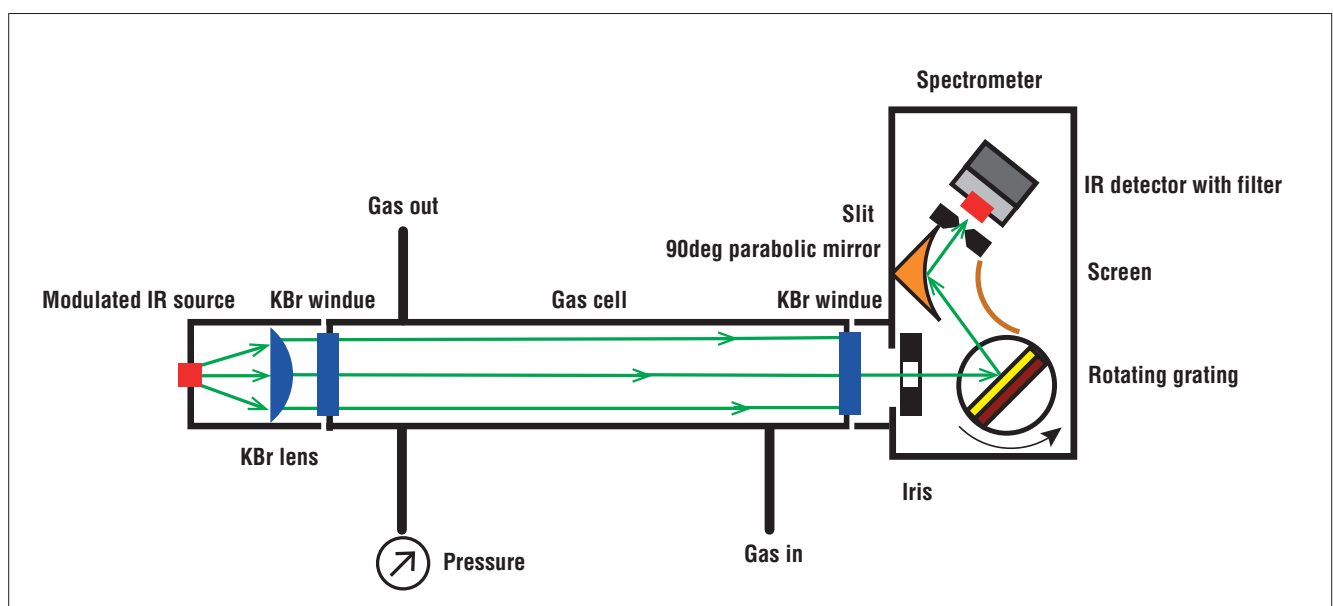 Spectrometer
IR detector with filter
Gas out
Slit
90deg parabolic mirror
Screen
Modulated IR source
KBr windue
Gas cell
KBr windue
Rotating grating
KBr lens
Iris
Pressure
Gas in